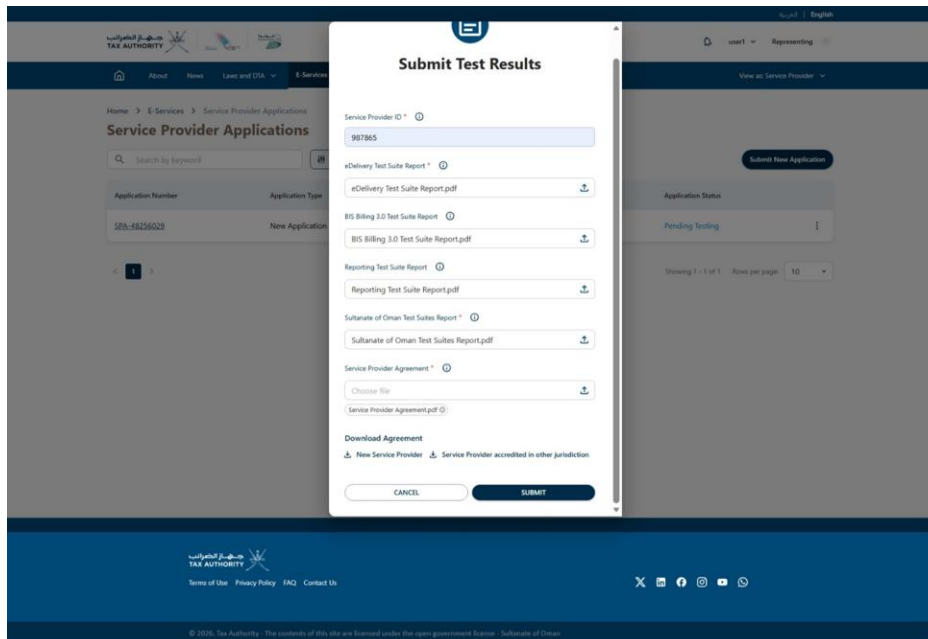 العربية | English
جهاز الضرائب
TAX AUTHORITY
user1
Representing
About News Laws and DTA E-Services
View as: Service Provider
Home > E-Services > Service Provider Applications
Service Provider Applications
Search by keyword
Submit New Application
Application Number
Application Type
Application Status
SPA-48256029
New Application
Pending Testing
< 1 >
Showing 1 - 1 of 1 Rows per page: 10
Submit Test Results
Service Provider ID *
987865
eDelivery Test Suite Report *
eDelivery Test Suite Report.pdf
BIS Billing 3.0 Test Suite Report
BIS Billing 3.0 Test Suite Report.pdf
Reporting Test Suite Report
Reporting Test Suite Report.pdf
Sultanate of Oman Test Suites Report *
Sultanate of Oman Test Suites Report.pdf
Service Provider Agreement *
Choose file
Service Provider Agreement.pdf
Download Agreement
New Service Provider Service Provider accredited in other jurisdiction
CANCEL
SUBMIT
جهاز الضرائب
TAX AUTHORITY
Terms of Use Privacy Policy FAQ Contact Us
© 2026, Tax Authority - The contents of this site are licensed under the open government license - Sultanate of Oman